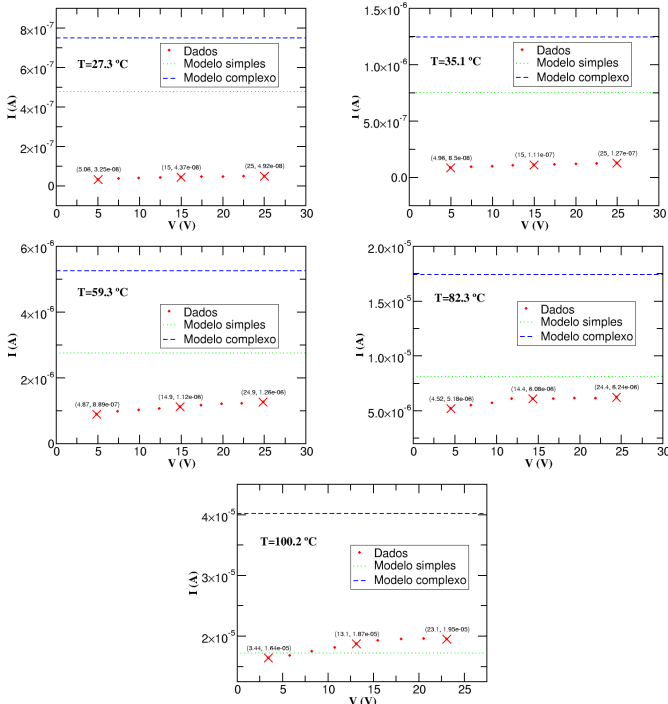 8×10-7
6×10-7
4×10-7
2×10-7
0
I (A)
T=27.3 ºC
Dados
Modelo simples
Modelo complexo
(5.06, 3.25e-08)
(15, 4.37e-08)
(25, 4.92e-08)
0 5 10 15 20 25 30
V (V)
1.5×10-6
1.0×10-6
5.0×10-7
0.0
I (A)
T=35.1 ºC
Dados
Modelo simples
Modelo complexo
(4.96, 8.5e-08)
(15, 1.11e-07)
(25, 1.27e-07)
0 5 10 15 20 25 30
V (V)
6×10-6
4×10-6
2×10-6
0
I (A)
T=59.3 ºC
Dados
Modelo simples
Modelo complexo
(4.87, 8.89e-07)
(14.9, 1.12e-06)
(24.9, 1.26e-06)
0 5 10 15 20 25 30
V (V)
2.0×10-5
1.5×10-5
1.0×10-5
5.0×10-6
I (A)
T=82.3 ºC
Dados
Modelo simples
Modelo complexo
(4.52, 5.18e-06)
(14.4, 6.06e-06)
(24.4, 6.24e-06)
0 5 10 15 20 25 30
V (V)
4×10-5
3×10-5
2×10-5
I (A)
T=100.2 ºC
Dados
Modelo simples
Modelo complexo
(3.44, 1.64e-05)
(13.1, 1.87e-05)
(23.1, 1.95e-05)
0 5 10 15 20 25
V (V)